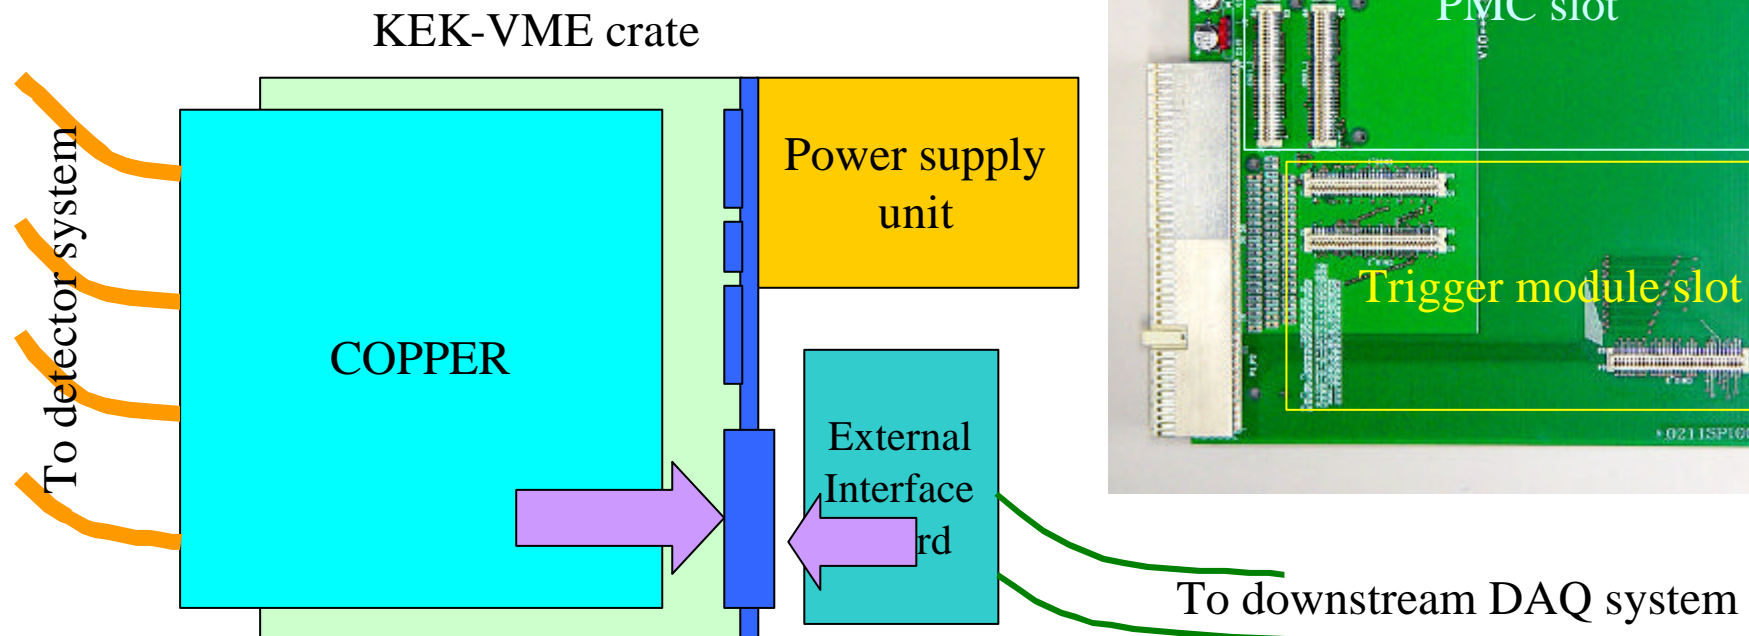 KEK-VME crate
PMC slot
To detector system
Power supply
unit
COPPER
Trigger module slot
External
Interface
rd
To downstream DAQ system